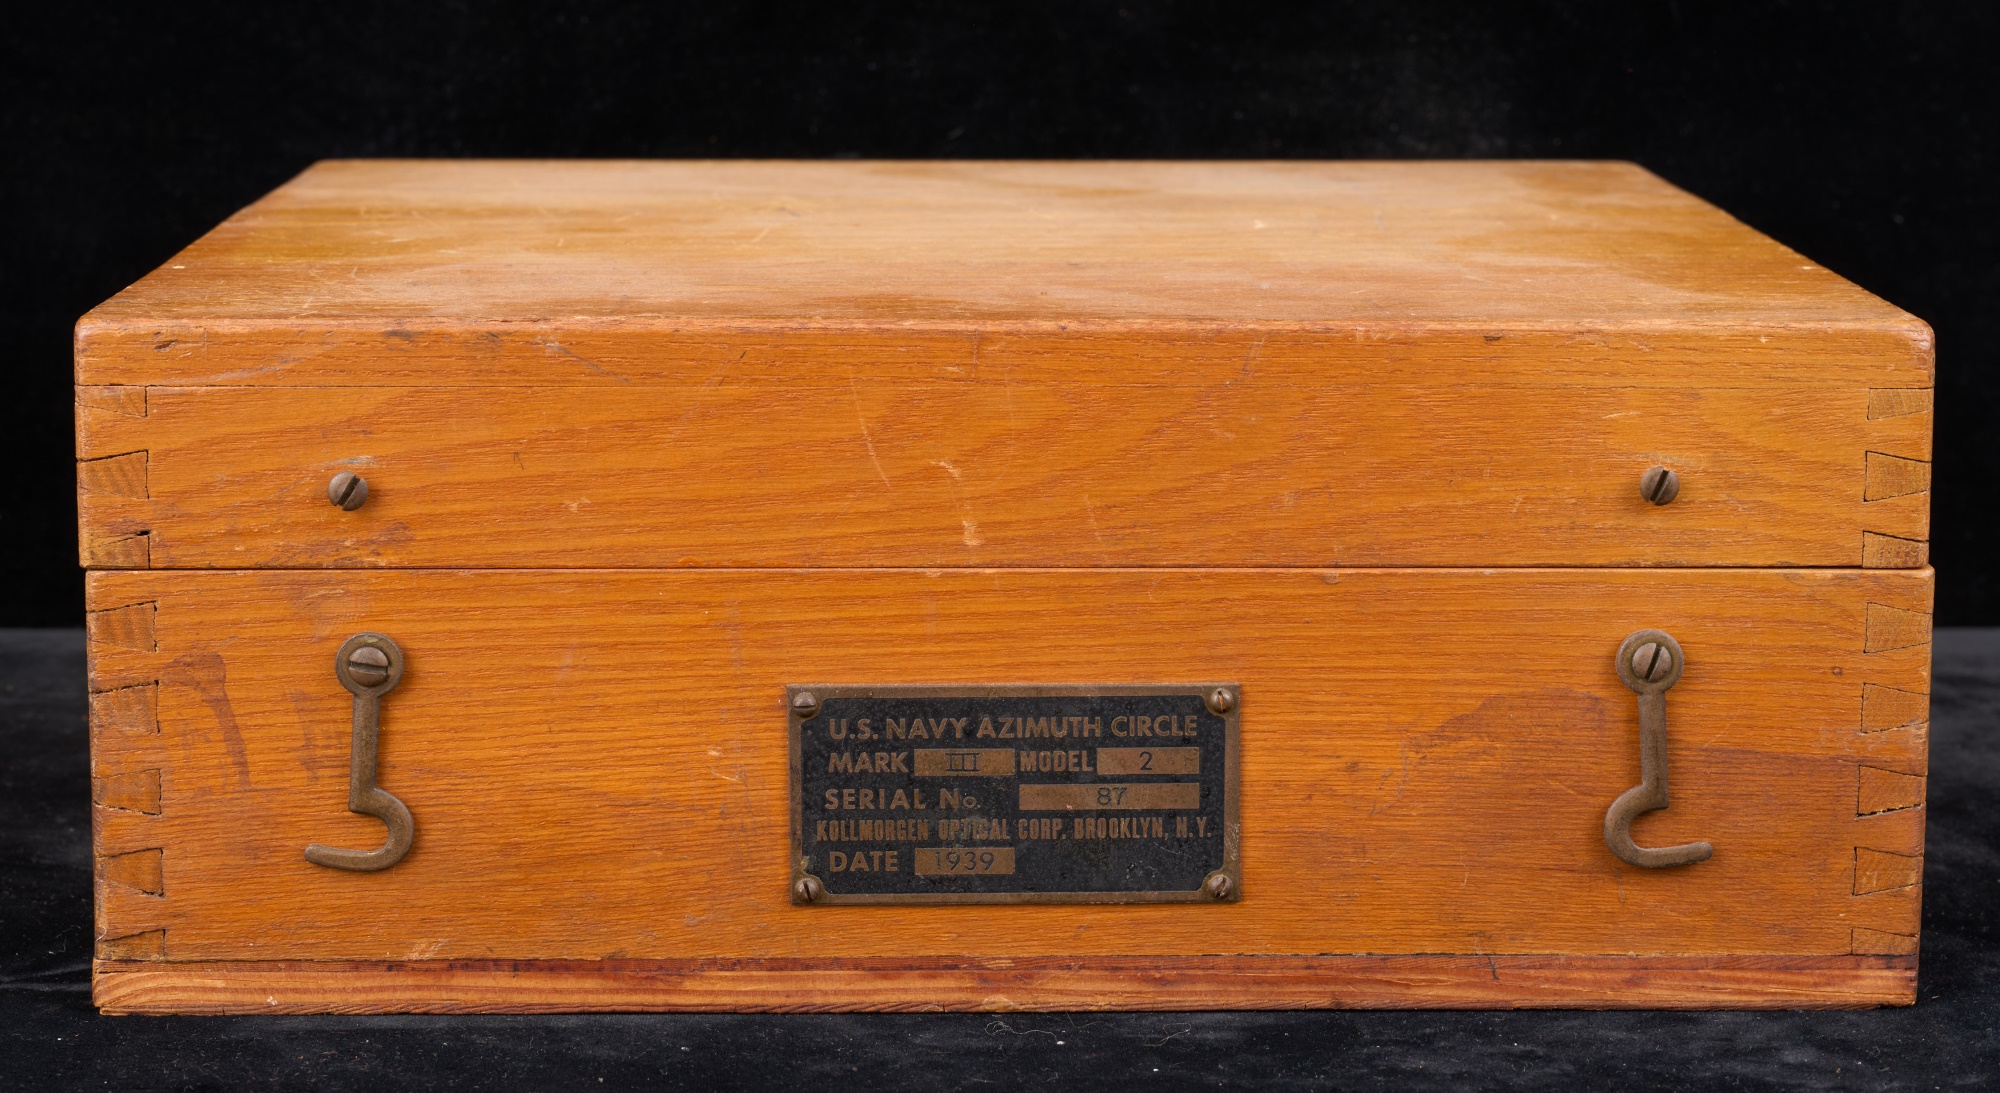 U.S. NAVY AZIMUTH CIRCLE
MARK III MODEL 2
SERIAL No. 87
KOLLMORGEN OPTICAL CORP. BROOKLYN, N.Y.
DATE 1939